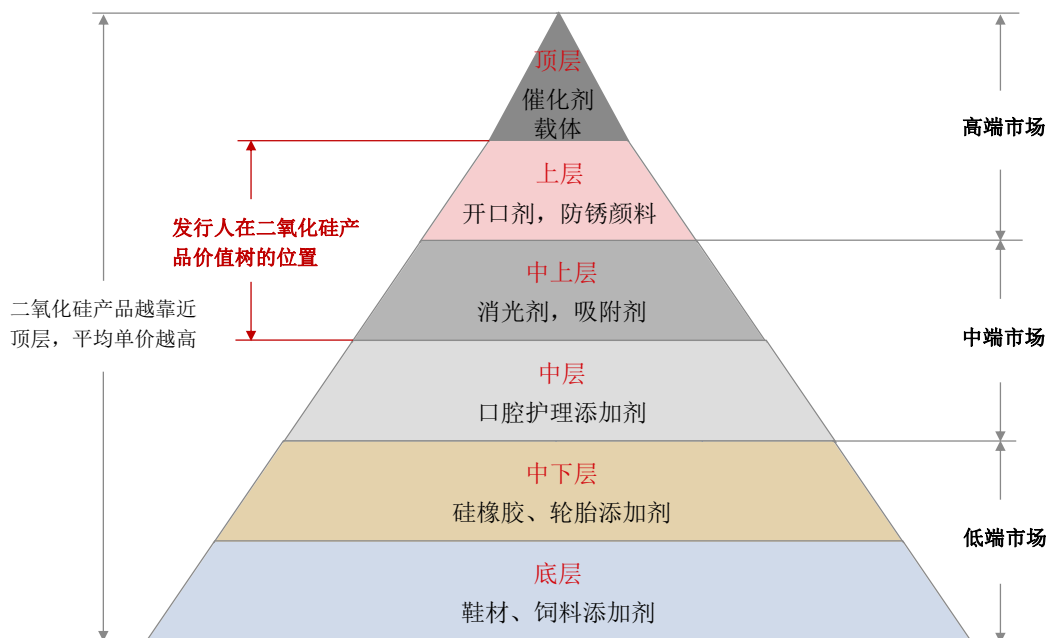 顶层
催化剂
载体
高端市场
上层
开口剂，防锈颜料
发行人在二氧化硅产
品价值树的位置
中上层
消光剂，吸附剂
二氧化硅产品越靠近
顶层，平均单价越高
中端市场
中层
口腔护理添加剂
中下层
硅橡胶、轮胎添加剂
低端市场
底层
鞋材、饲料添加剂